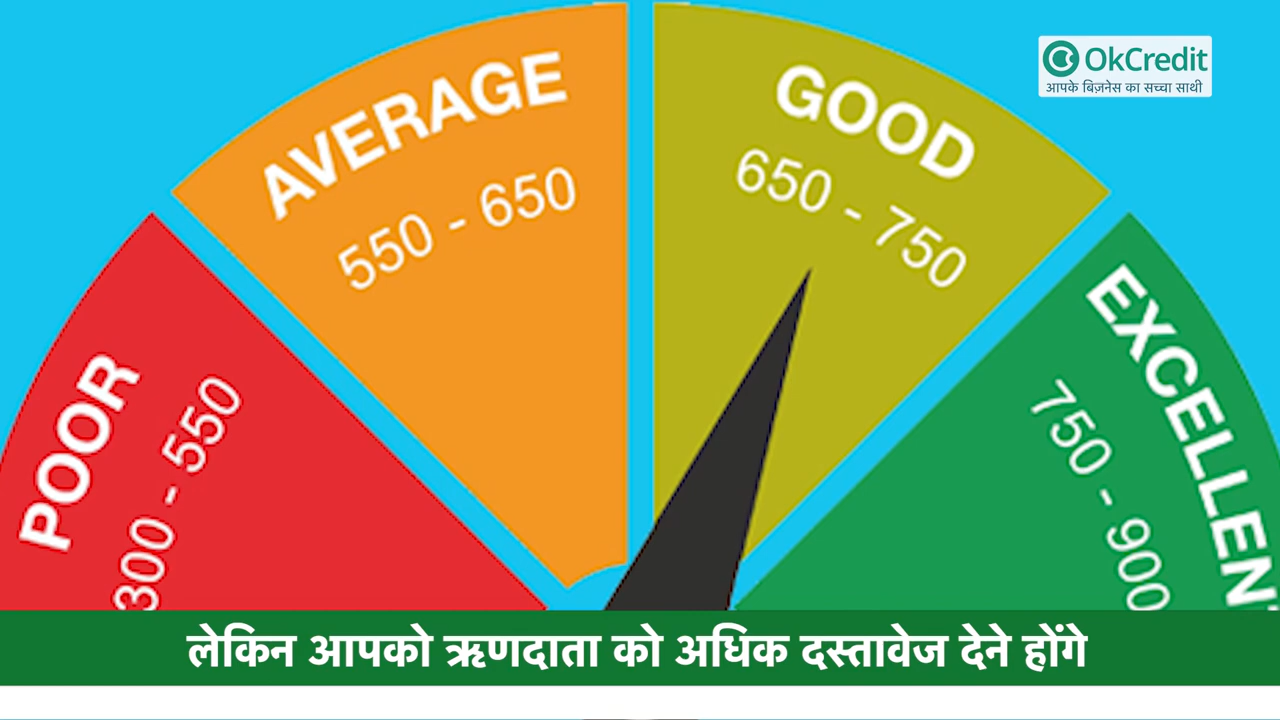 OkCredit
आपके बिज़नेस का सच्चा साथी
POOR
300 - 550
AVERAGE
550 - 650
GOOD
650 - 750
EXCELLEN
750 - 900
लेकिन आपको ऋणदाता को अधिक दस्तावेज देने होंगे